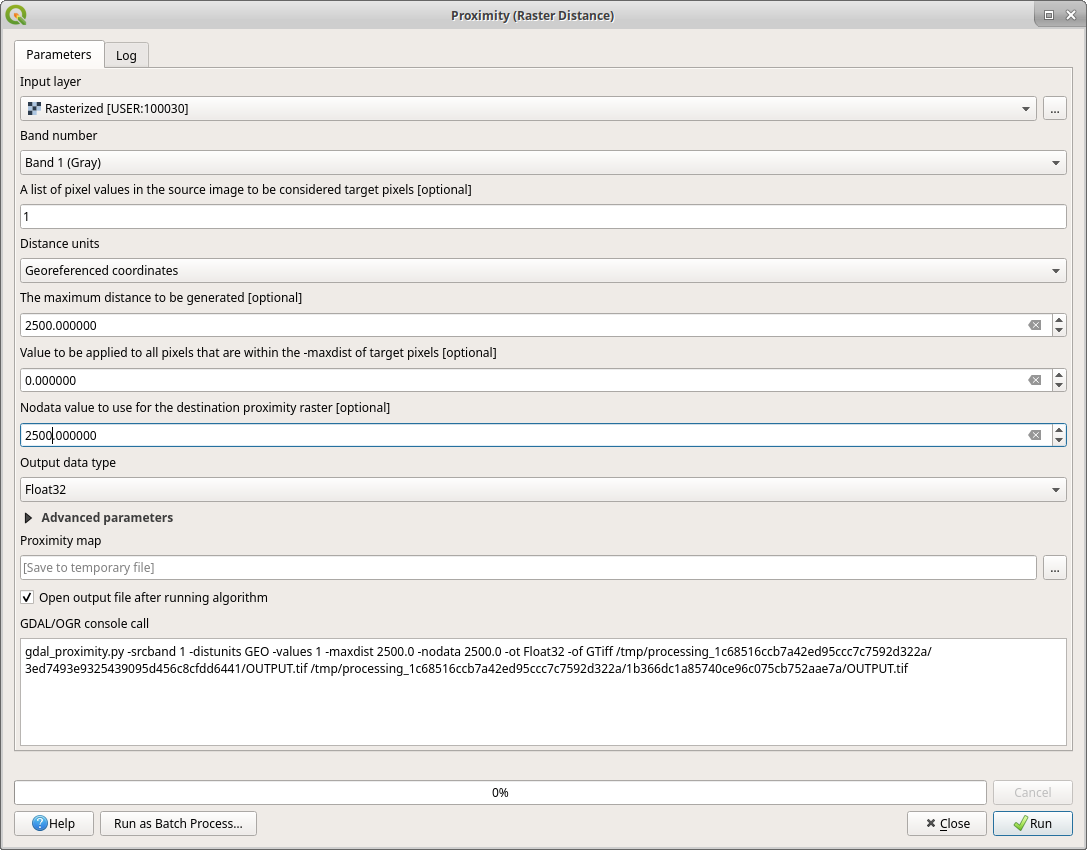 Proximity (Raster Distance)
Parameters
Log
Input layer
Rasterized [USER:100030]
...
Band number
Band 1 (Gray)
A list of pixel values in the source image to be considered target pixels [optional]
1
Distance units
Georeferenced coordinates
The maximum distance to be generated [optional]
2500.000000
Value to be applied to all pixels that are within the -maxdist of target pixels [optional]
0.000000
Nodata value to use for the destination proximity raster [optional]
2500.000000
Output data type
Float32
Advanced parameters
Proximity map
[Save to temporary file]
...
Open output file after running algorithm
GDAL/OGR console call
gdal_proximity.py -srcband 1 -distunits GEO -values 1 -maxdist 2500.0 -nodata 2500.0 -ot Float32 -of GTiff /tmp/processing_1c68516ccb7a42ed95ccc7c7592d322a/
3ed7493e9325439095d456c8cfdd6441/OUTPUT.tif /tmp/processing_1c68516ccb7a42ed95ccc7c7592d322a/1b366dc1a85740ce96c075cb752aae7a/OUTPUT.tif
0%
Cancel
Help
Run as Batch Process...
Close
Run